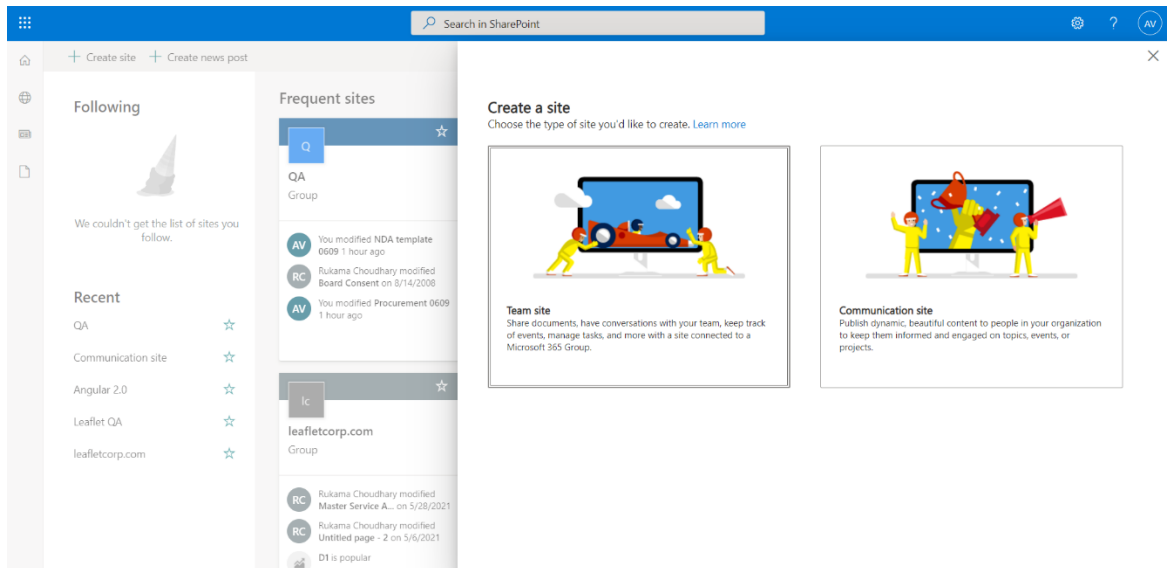 Search in SharePoint
?
AV
Create site
Create news post
Following
We couldn't get the list of sites you
follow.
Recent
QA
Communication site
Angular 2.0
Leaflet QA
leafletcorp.com
Frequent sites
Q
QA
Group
AV
You modified NDA template
0609 1 hour ago
RC
Rukama Choudhary modified
Board Consent on 8/14/2008
AV
You modified Procurement 0609
1 hour ago
lc
leafletcorp.com
Group
RC
Rukama Choudhary modified
Master Service A... on 5/28/2021
RC
Rukama Choudhary modified
Untitled page - 2 on 5/6/2021
D1 is popular
Create a site
Choose the type of site you'd like to create. Learn more
Team site
Share documents, have conversations with your team, keep track
of events, manage tasks, and more with a site connected to a
Microsoft 365 Group.
Communication site
Publish dynamic, beautiful content to people in your organization
to keep them informed and engaged on topics, events, or
projects.